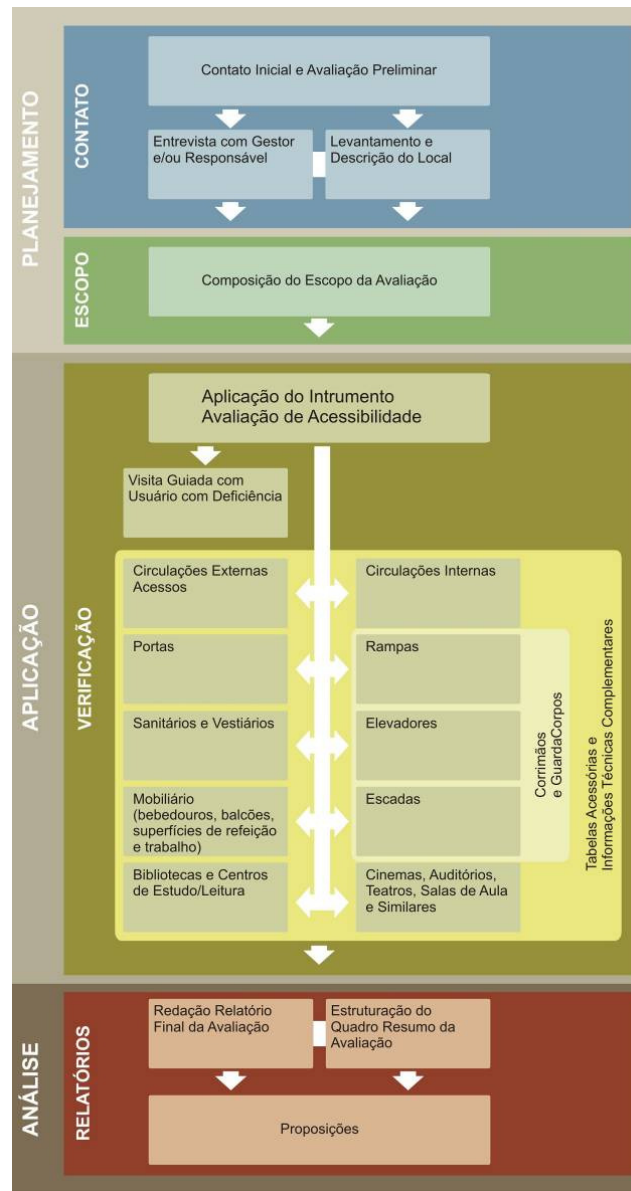 PLANEJAMENTO
CONTATO
Contato Inicial e Avaliação Preliminar
Entrevista com Gestor
e/ou Responsável
Levantamento e
Descrição do Local
ESCOPO
Composição do Escopo da Avaliação
APLICAÇÃO
VERIFICAÇÃO
Aplicação do Intrumento
Avaliação de Acessibilidade
Visita Guiada com
Usuário com Deficiência
Circulações Externas
Acessos
Circulações Internas
Portas
Rampas
Sanitários e Vestiários
Elevadores
Mobiliário
(bebedouros, balcões,
superfícies de refeição
e trabalho)
Escadas
Bibliotecas e Centros
de Estudo/Leitura
Cinemas, Auditórios,
Teatros, Salas de Aula
e Similares
Corrimãos
e GuardaCorpos
Tabelas Acessórias e
Informações Técnicas Complementares
ANÁLISE
RELATÓRIOS
Redação Relatório
Final da Avaliação
Estruturação do
Quadro Resumo da
Avaliação
Proposições